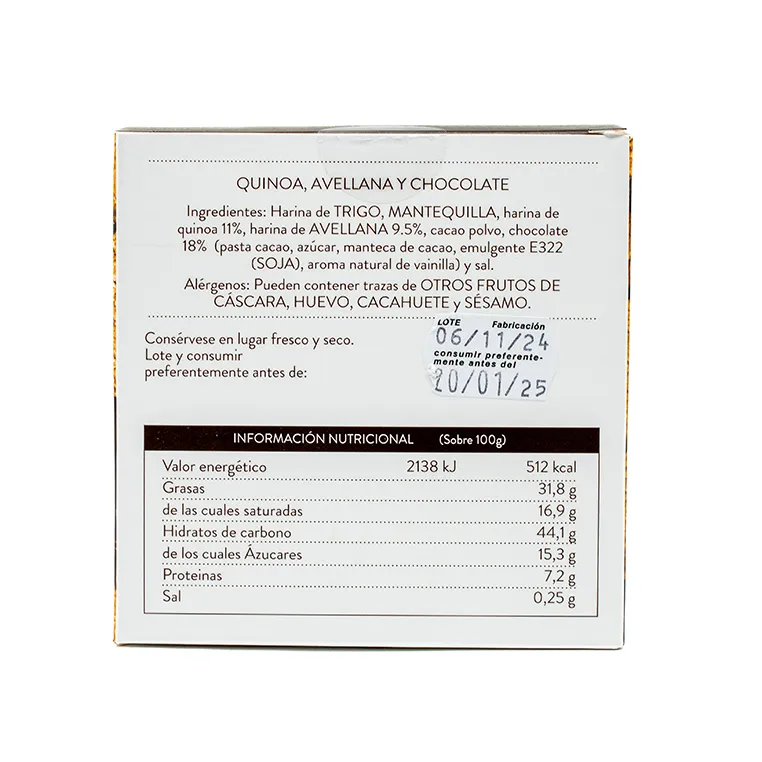 QUINOA, AVELLANA Y CHOCOLATE
Ingredientes: Harina de TRIGO, MANTEQUILLA, harina de
quinoa 11%, harina de AVELLANA 9.5%, cacao polvo, chocolate
18% (pasta cacao, azúcar, manteca de cacao, emulgente E322
(SOJA), aroma natural de vainilla) y sal.
Alérgenos: Pueden contener trazas de OTROS FRUTOS DE
CÁSCARA, HUEVO, CACAHUETE y SÉSAMO.
Consérvese en lugar fresco y seco.
Lote y consumir
preferentemente antes de:
LOTE Fabricación
06/11/24
consumir preferente-
mente antes del
20/01/25
INFORMACIÓN NUTRICIONAL (Sobre 100g)
Valor energético 2138 kJ 512 kcal
Grasas 31,8 g
de las cuales saturadas 16,9 g
Hidratos de carbono 44,1 g
de los cuales Ázucares 15,3 g
Proteinas 7,2 g
Sal 0,25 g